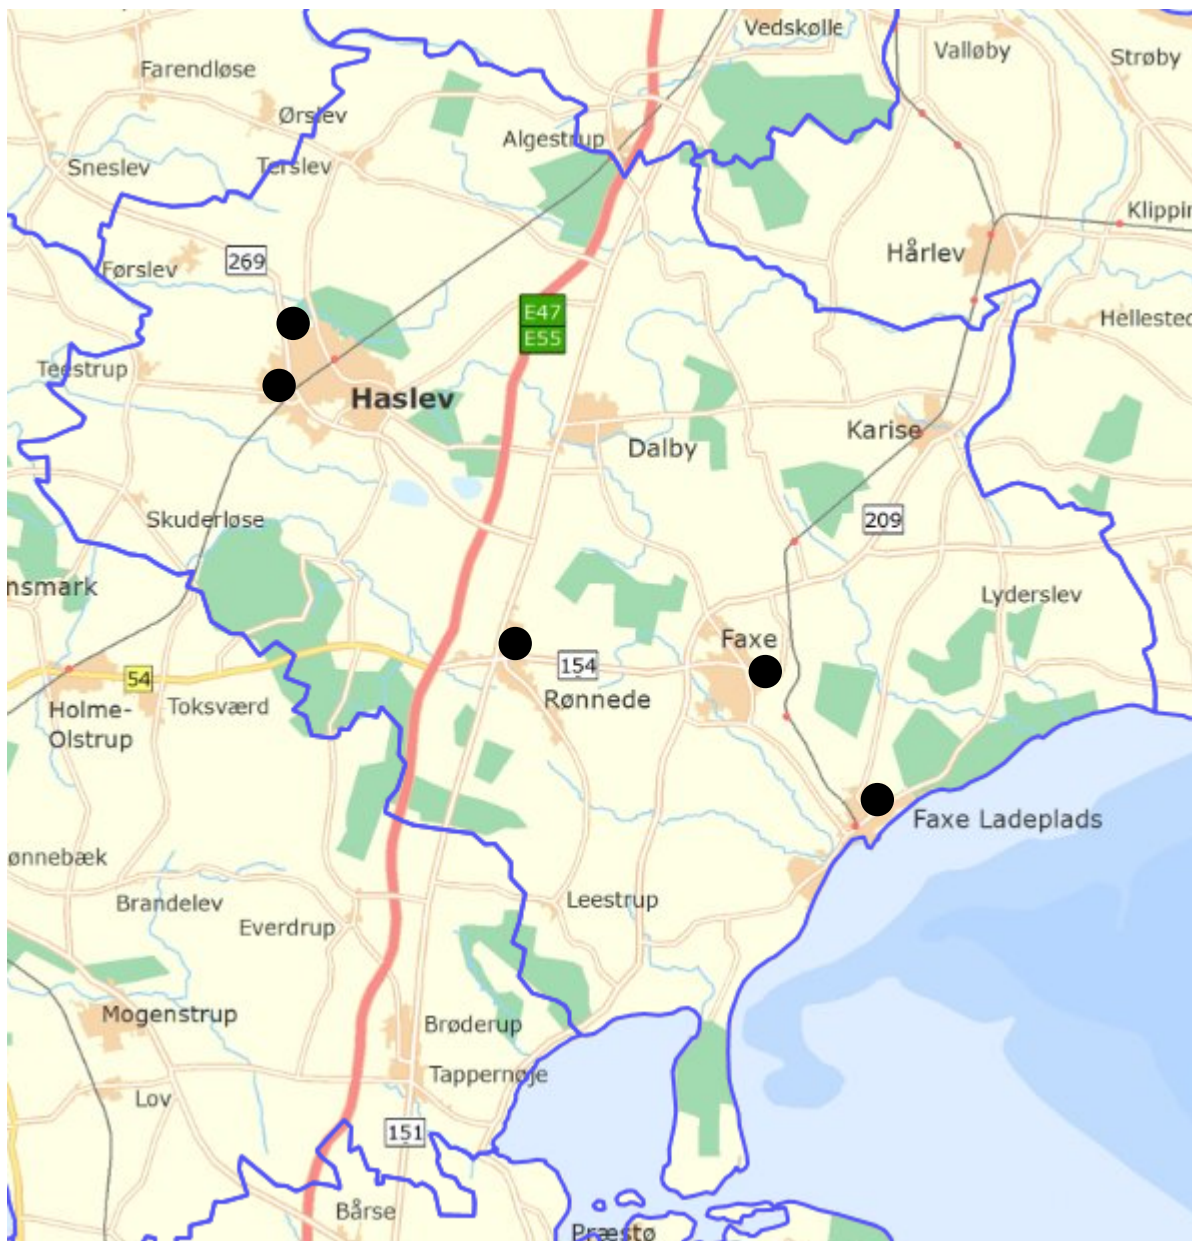 Vedskølle
Valløby
Strøby
Farendløse
Ørslev
Algestrup
Sneslev
Terslev
Klippin
Hårlev
Førslev
269
E47
E55
Hellested
Teestrup
Haslev
Karise
Dalby
Skuderløse
209
nsmark
Lyderslev
Faxe
154
54
Rønnede
Toksværd
Holme-
Olstrup
Faxe Ladeplads
ønnebæk
Brandelev
Leestrup
Everdrup
Mogenstrup
Brøderup
Tappernøje
Lov
151
Bårse
Præstø